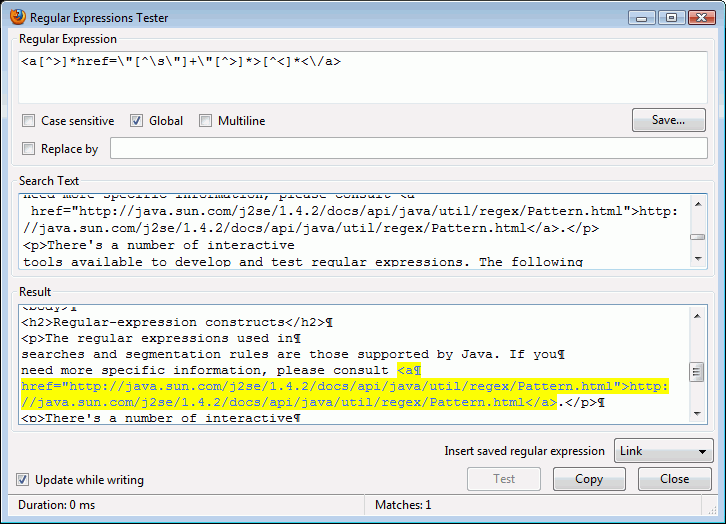 Regular Expressions Tester
Regular Expression
<a[^>]*href=\"[^\s\"]+\"[^>]*>[^<]*<\/a>
Case sensitive
Global
Multiline
Save...
Replace by
Search Text
need more specific information, please consult <a
href="http://java.sun.com/j2se/1.4.2/docs/api/java/util/regex/Pattern.html">http:
//java.sun.com/j2se/1.4.2/docs/api/java/util/regex/Pattern.html</a>.</p>
<p>There's a number of interactive
tools available to develop and test regular expressions. The following
Result
<body>¶
<h2>Regular-expression constructs</h2>¶
<p>The regular expressions used in¶
searches and segmentation rules are those supported by Java. If you¶
need more specific information, please consult <a¶
href="http://java.sun.com/j2se/1.4.2/docs/api/java/util/regex/Pattern.html">http:
//java.sun.com/j2se/1.4.2/docs/api/java/util/regex/Pattern.html</a>.</p>¶
<p>There's a number of interactive¶
Insert saved regular expression
Link
Update while writing
Test
Copy
Close
Duration: 0 ms
Matches: 1